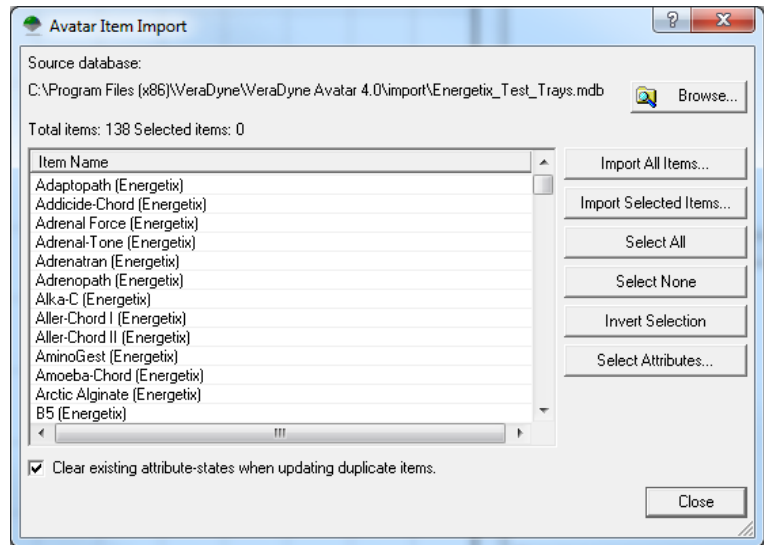 Avatar Item Import
Source database:
C:\Program Files (x86)\VeraDyne\VeraDyne Avatar 4.0\import\Energetix_Test_Trays.mdb
Browse...
Total items: 138 Selected items: 0
Item Name
Adaptopath (Energetix)
Addicide-Chord (Energetix)
Adrenal Force (Energetix)
Adrenal-Tone (Energetix)
Adrenatran (Energetix)
Adrenopath (Energetix)
Alka-C (Energetix)
Aller-Chord I (Energetix)
Aller-Chord II (Energetix)
AminoGest (Energetix)
Amoeba-Chord (Energetix)
Arctic Alginate (Energetix)
B5 (Energetix)
Import All Items...
Import Selected Items...
Select All
Select None
Invert Selection
Select Attributes...
Clear existing attribute-states when updating duplicate items.
Close